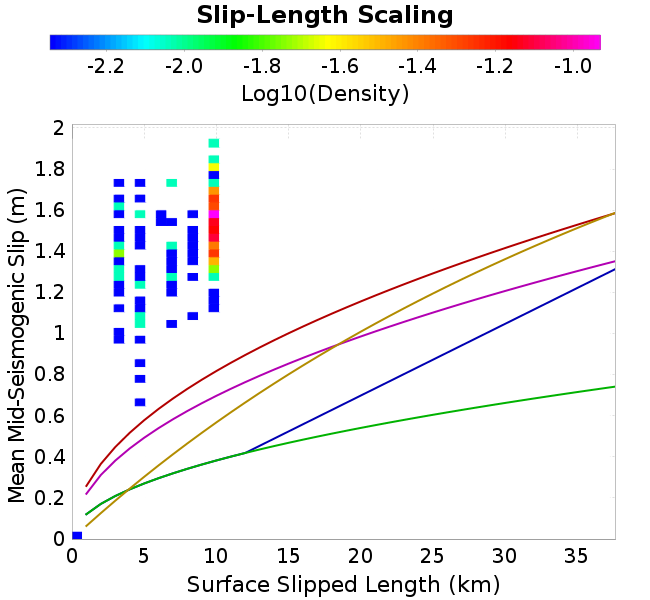 Slip-Length Scaling
-2.2 -2.0 -1.8 -1.6 -1.4 -1.2 -1.0
Log10(Density)
2
1.8
1.6
1.4
1.2
1
0.8
0.6
0.4
0.2
0
Mean Mid-Seismogenic Slip (m)
0 5 10 15 20 25 30 35
Surface Slipped Length (km)